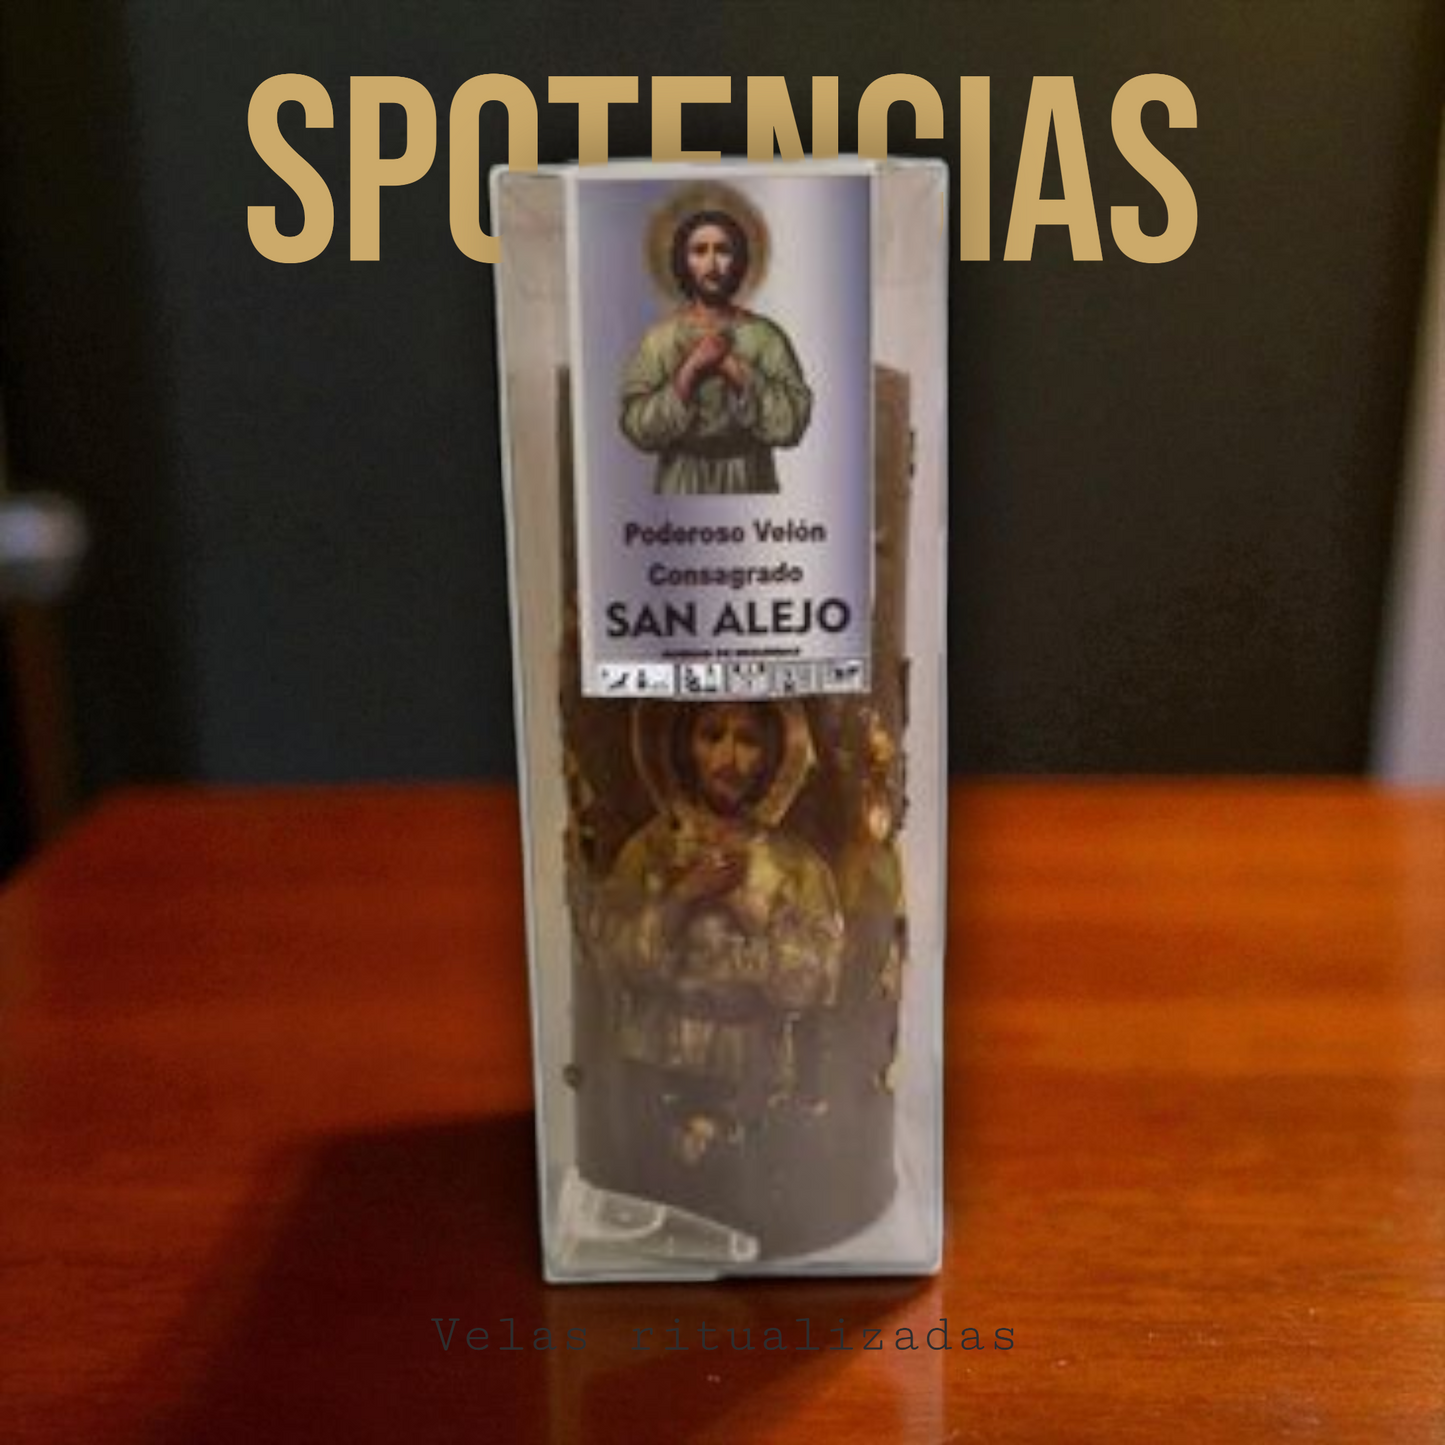 SPOTENCIAS
Poderoso Velón
Consagrado
SAN ALEJO
Velas ritualizadas